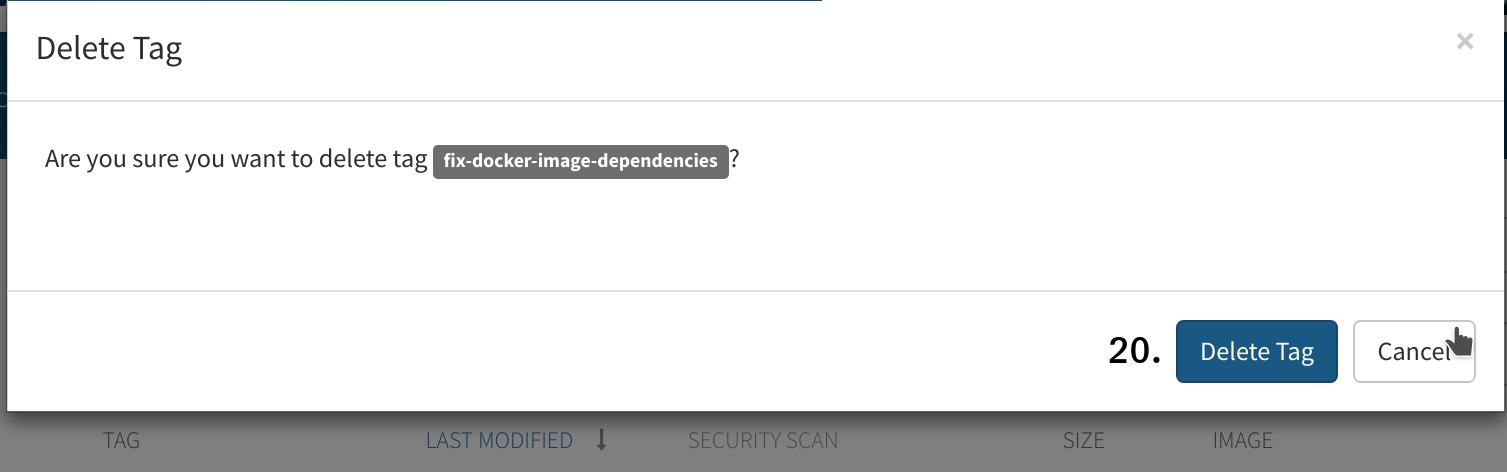 Delete Tag
×
Are you sure you want to delete tag fix-docker-image-dependencies?
20. Delete Tag Cancel
TAG LAST MODIFIED SECURITY SCAN SIZE IMAGE